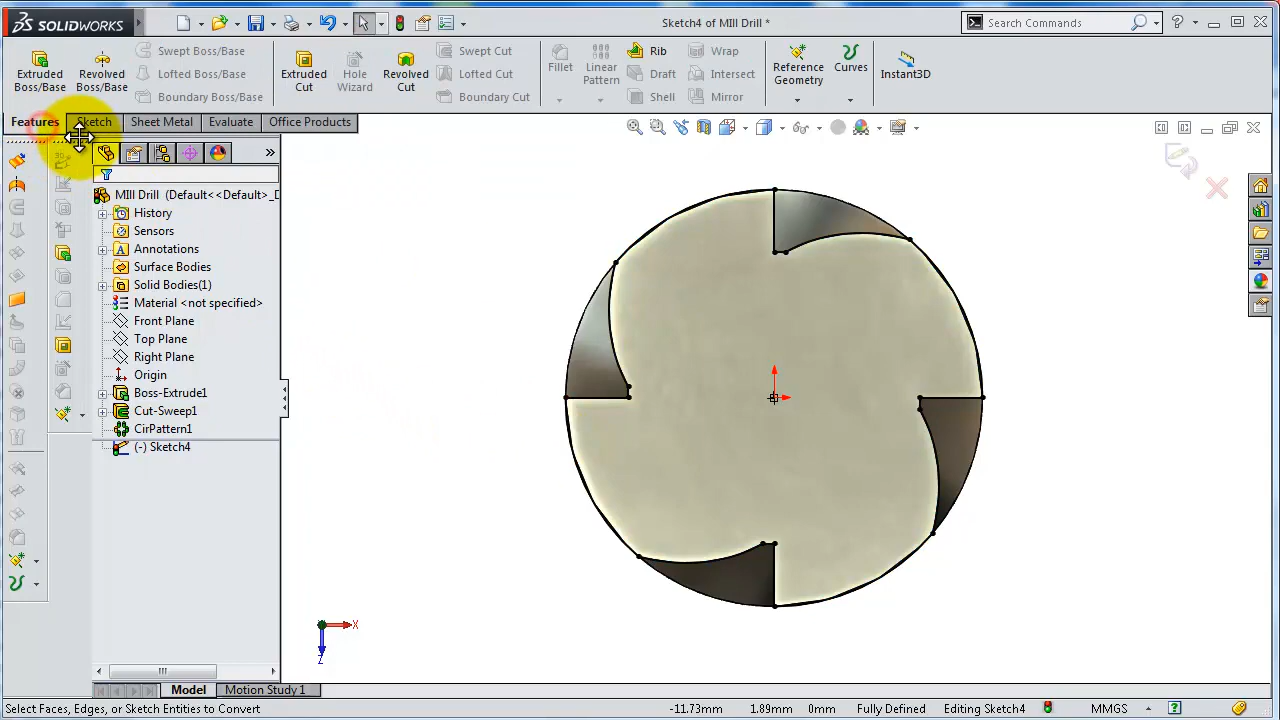 SOLIDWORKS
Sketch4 of MIll Drill *
Search Commands
Extruded Boss/Base
Revolved Boss/Base
Swept Boss/Base
Lofted Boss/Base
Boundary Boss/Base
Extruded Cut
Hole Wizard
Revolved Cut
Swept Cut
Lofted Cut
Boundary Cut
Fillet
Linear Pattern
Rib
Draft
Shell
Wrap
Intersect
Mirror
Reference Geometry
Curves
Instant3D
Features
Sketch
Sheet Metal
Evaluate
Office Products
MIll Drill (Default<<Default>_D
History
Sensors
Annotations
Surface Bodies
Solid Bodies(1)
Material <not specified>
Front Plane
Top Plane
Right Plane
Origin
Boss-Extrude1
Cut-Sweep1
CirPattern1
(-) Sketch4
X
Z
Model
Motion Study 1
Select Faces, Edges, or Sketch Entities to Convert
-11.73mm
1.89mm
0mm
Fully Defined
Editing Sketch4
MMGS